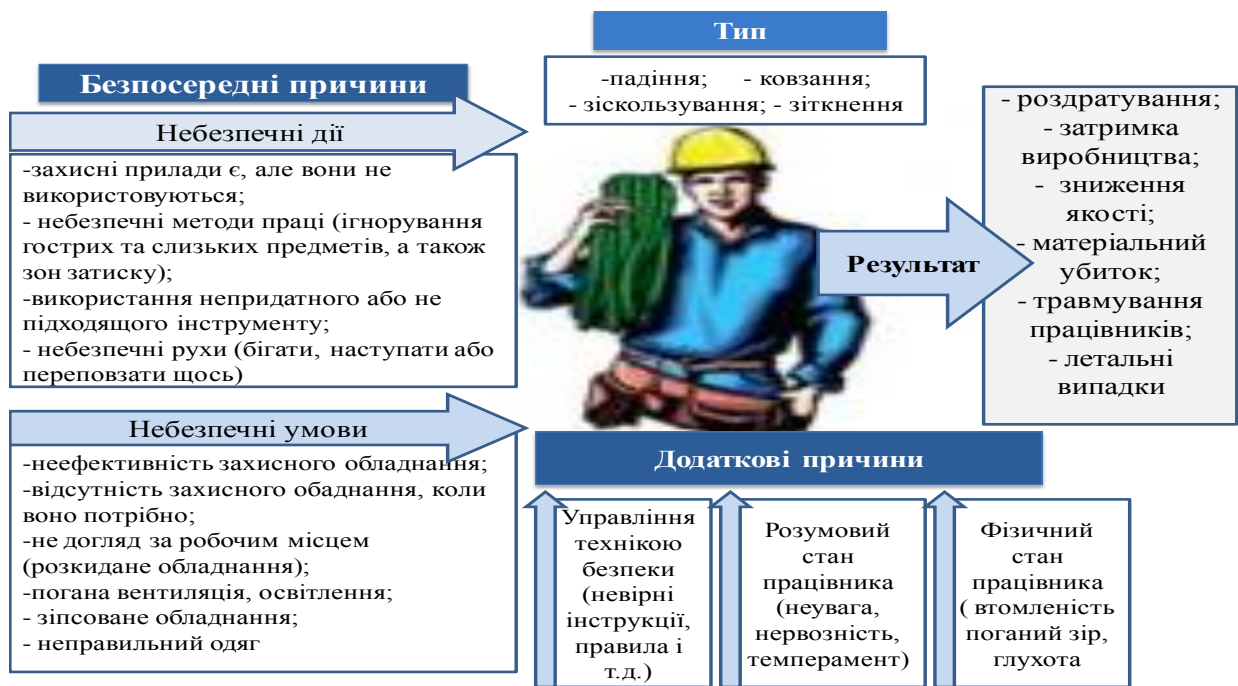 Тип
-падіння; - ковзання;
- зіскользування; - зіткнення
Безпосередні причини
Небезпечні дії
-захисні прилади є, але вони не
використовуються;
- небезпечні методи праці (ігнорування
гострих та слизьких предметів, а також
зон затиску);
-використання непридатного або не
підходящого інструменту;
- небезпечні рухи (бігати, наступати або
переповзати щось)
Небезпечні умови
-неефективність захисного обладнання;
-відсутність захисного обаднання, коли
воно потрібно;
-не догляд за робочим місцем
(розкидане обладнання);
-погана вентиляція, освітлення;
- зіпсоване обладнання;
- неправильний одяг
Результат
- роздратування;
- затримка
виробництва;
- зниження
якості;
- матеріальний
убиток;
- травмування
працівників;
- летальні
випадки
Додаткові причини
Управління
технікою
безпеки
(невірні
інструкції,
правила і
т.д.)
Розумовий
стан
працівника
(неувага,
нервозність,
темперамент)
Фізичний
стан
працівника
( втомленість
поганий зір,
глухота